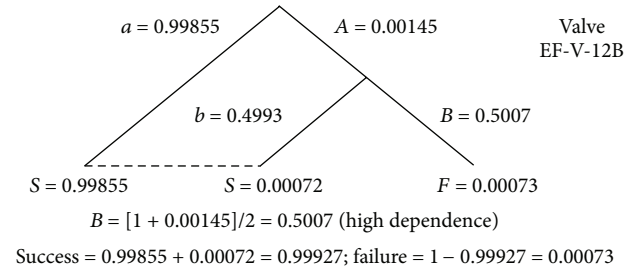 a = 0.99855
A = 0.00145
Valve
EF-V-12B
b = 0.4993
B = 0.5007
S = 0.99855
S = 0.00072
F = 0.00073
B = [1 + 0.00145]/2 = 0.5007 (high dependence)
Success = 0.99855 + 0.00072 = 0.99927; failure = 1 − 0.99927 = 0.00073